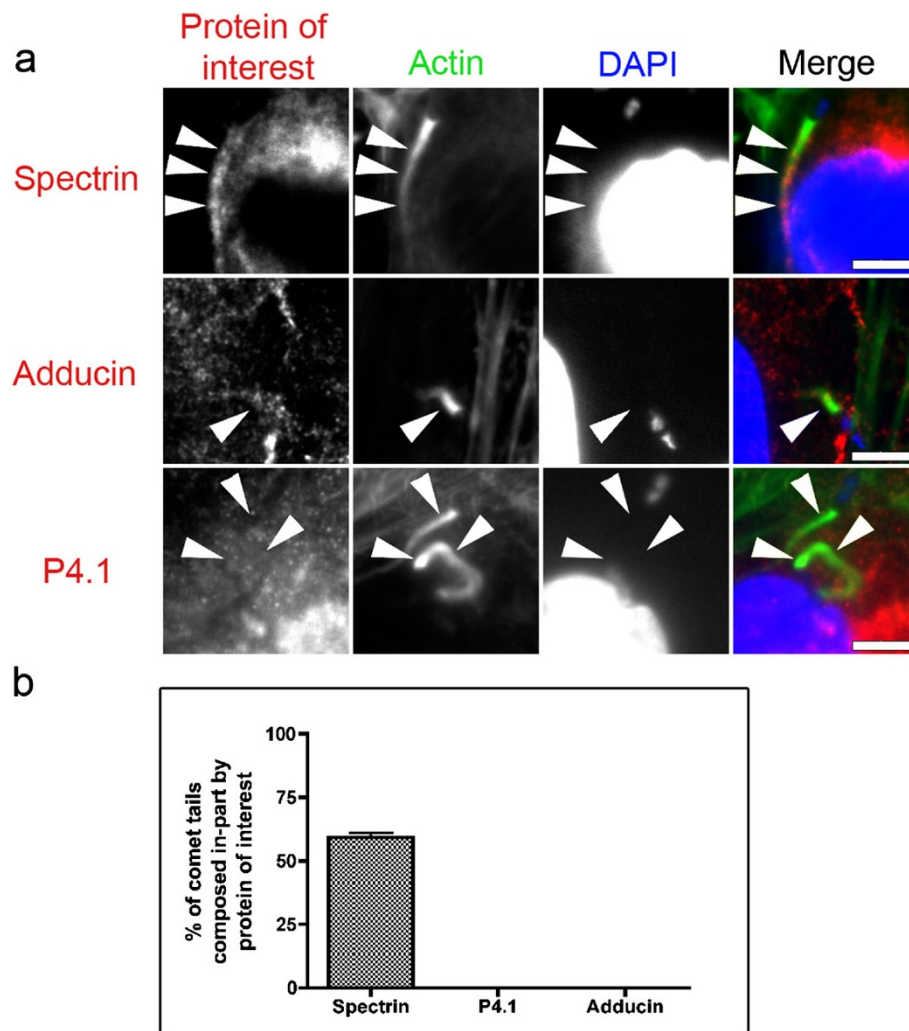 a
Protein of
interest
Actin
DAPI
Merge
Spectrin
Adducin
P4.1
b
% of comet tails
composed in-part by
protein of interest
100
75
50
25
0
Spectrin
P4.1
Adducin